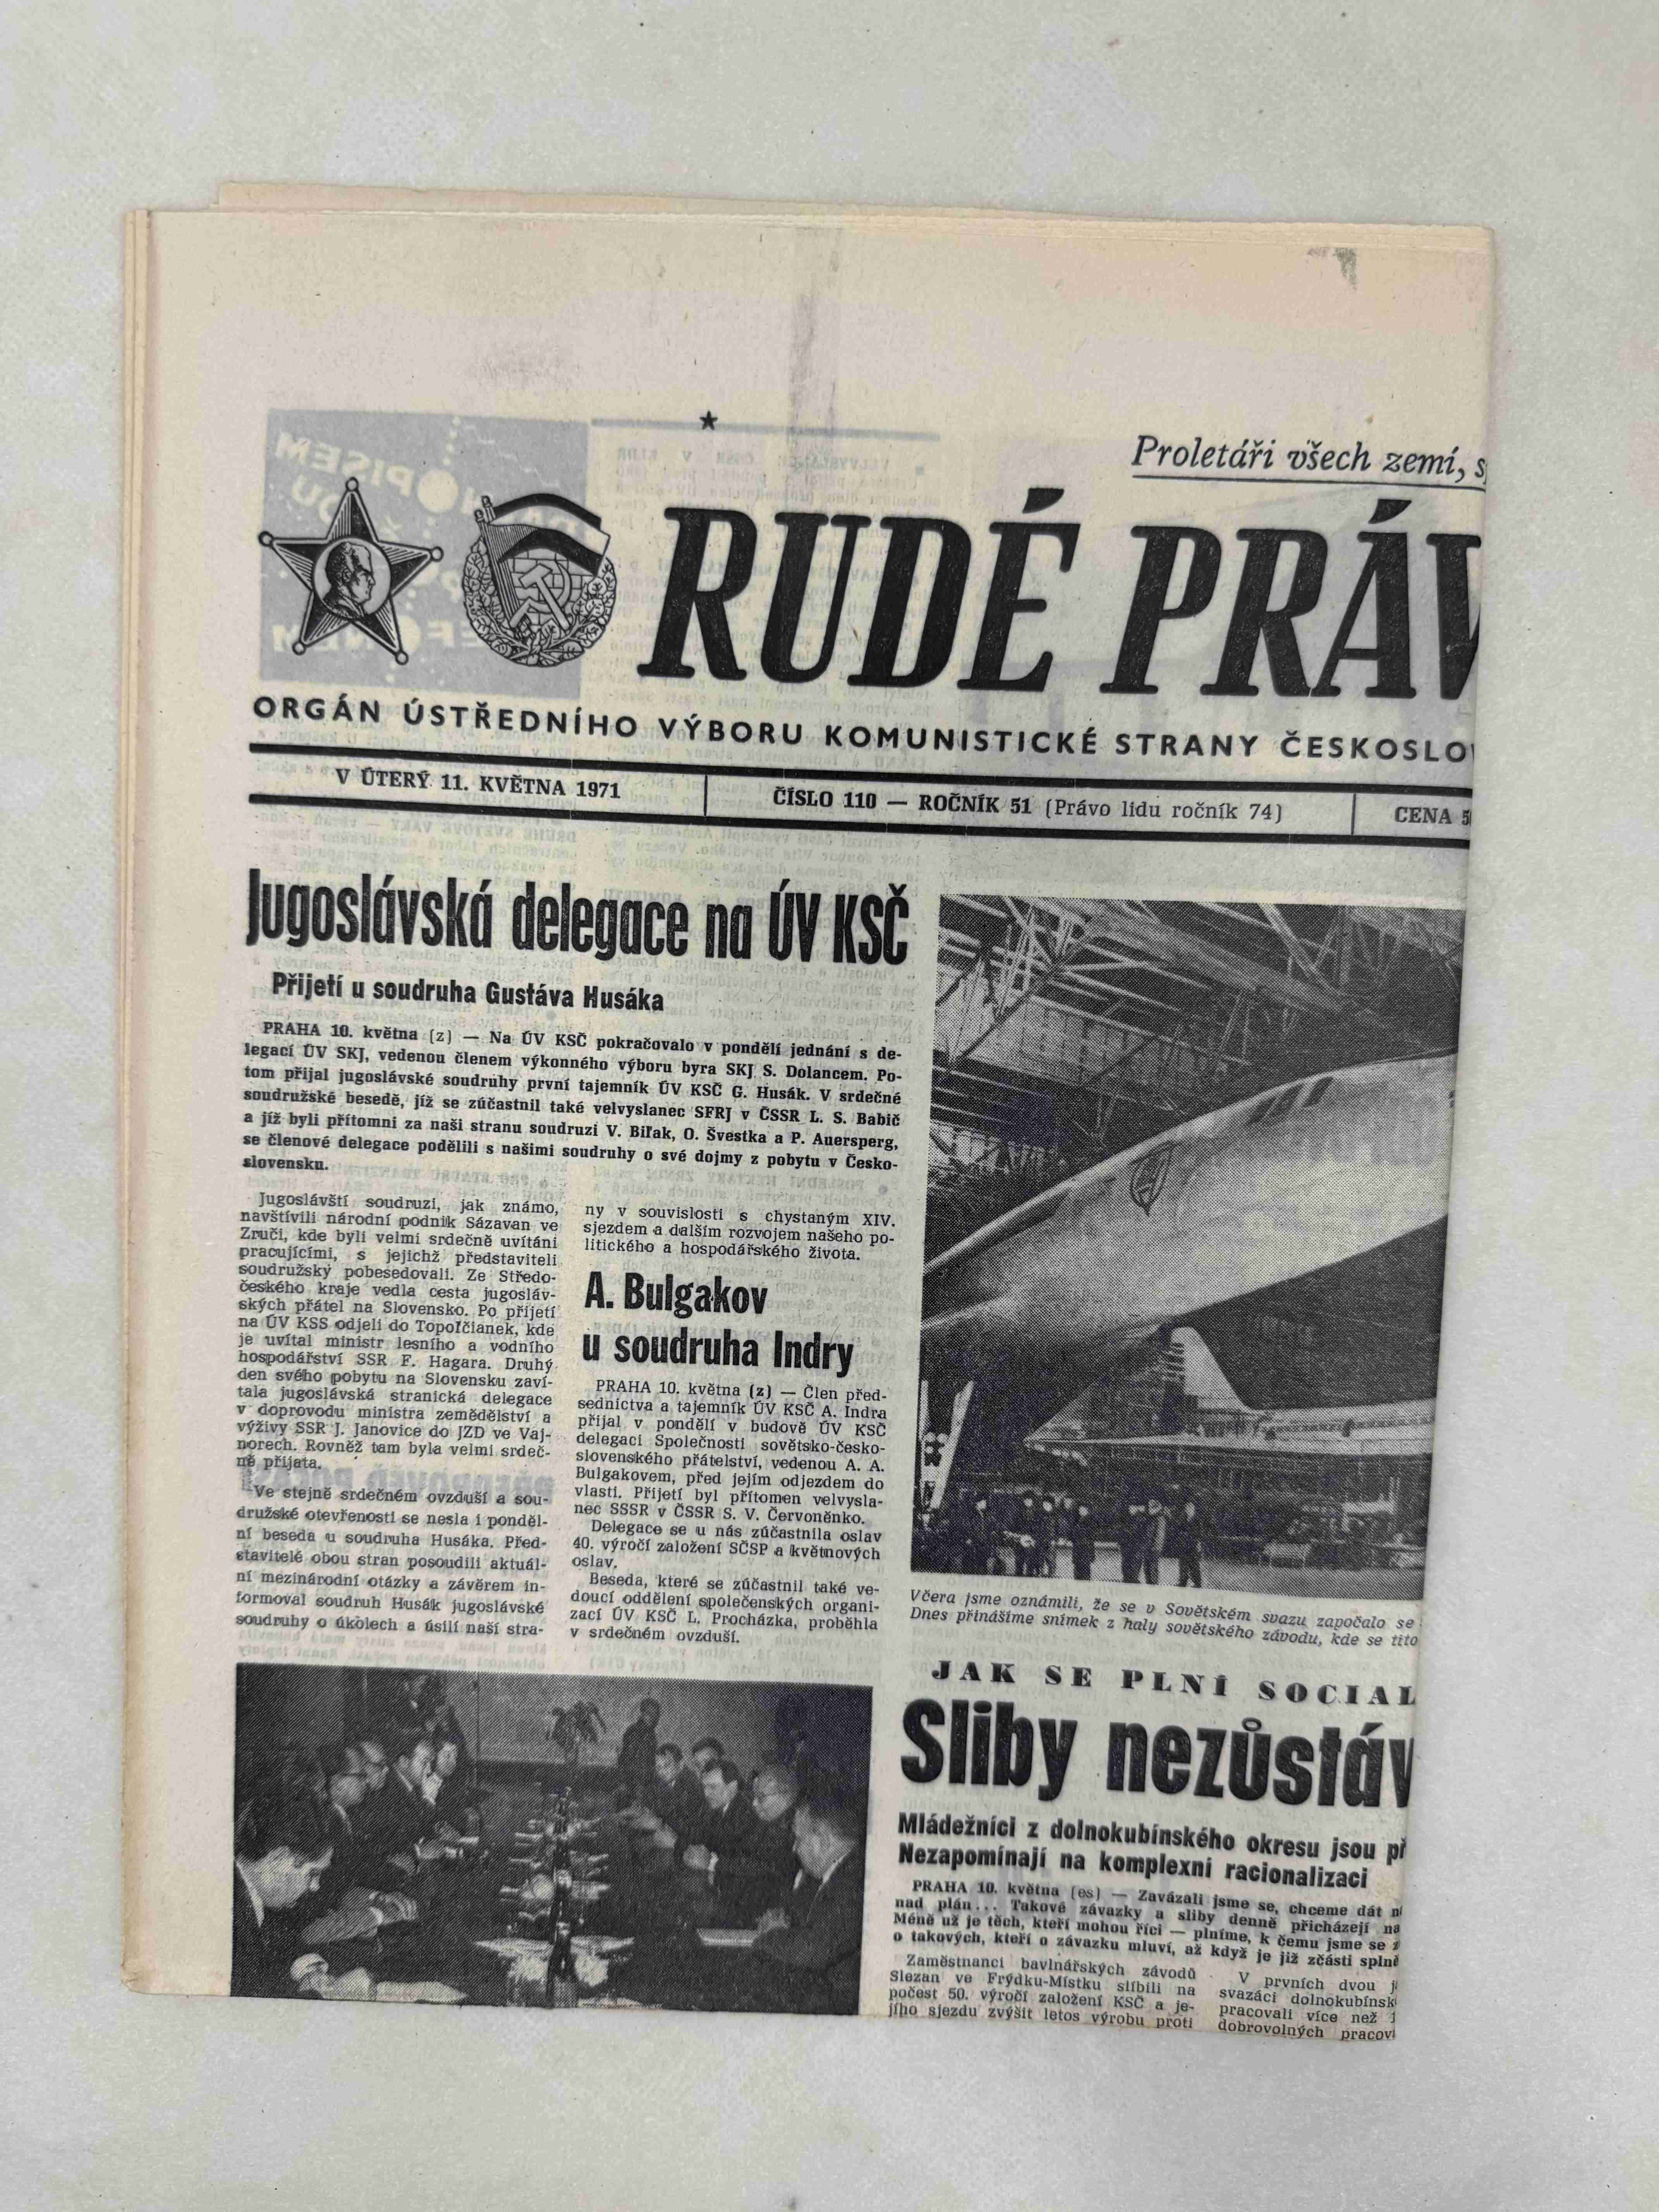 Proletáři všech zemí, s
RUDÉ PRÁV
ORGÁN ÚSTŘEDNÍHO VÝBORU KOMUNISTICKÉ STRANY ČESKOSLO
V ÚTERÝ 11. KVĚTNA 1971
ČÍSLO 110 — ROČNÍK 51 (Právo lidu ročník 74)
CENA 5
Jugoslávská delegace na ÚV KSČ
Přijetí u soudruha Gustáva Husáka
PRAHA 10. května (z) — Na ÚV KSČ pokračovalo v pondělí jednání s de-
legací ÚV SKJ, vedenou členem výkonného výboru byra SKJ S. Dolancem. Po-
tom přijal jugoslávské soudruhy první tajemník ÚV KSČ G. Husák. V srdečné
soudružské besedě, jíž se zúčastnil také velvyslanec SFRJ v ČSSR L. S. Babič
a jíž byli přítomni za naši stranu soudruzi V. Biľak, O. Švestka a P. Auersperg,
se členové delegace podělili s našimi soudruhy o své dojmy z pobytu v Česko-
slovensku.
Jugoslávští soudruzi, jak známo,
navštívili národní podnik Sázavan ve
Zruči, kde byli velmi srdečně uvítáni
pracujícími, s jejichž představiteli
soudružsky pobesedovali. Ze Středo-
českého kraje vedla cesta jugosláv-
ských přátel na Slovensko. Po přijetí
na ÚV KSS odjeli do Topoľčianek, kde
je uvítal ministr lesního a vodního
hospodářství SSR F. Hagara. Druhý
den svého pobytu na Slovensku zaví-
tala jugoslávská stranická delegace
v doprovodu ministra zemědělství a
výživy SSR J. Janovice do JZD ve Vaj-
norech. Rovněž tam byla velmi srdeč-
ně přijata.
Ve stejně srdečném ovzduší a sou-
družské otevřenosti se nesla i ponděl-
ní beseda u soudruha Husáka. Před-
stavitelé obou stran posoudili aktuál-
ní mezinárodní otázky a závěrem in-
formoval soudruh Husák jugoslávské
soudruhy o úkolech a úsilí naší stra-
ny v souvislosti s chystaným XIV.
sjezdem a dalším rozvojem našeho po-
litického a hospodářského života.
A. Bulgakov
u soudruha Indry
PRAHA 10. května (z) — Člen před-
sednictva a tajemník ÚV KSČ A. Indra
přijal v pondělí v budově ÚV KSČ
delegaci Společnosti sovětsko-česko-
slovenského přátelství, vedenou A. A.
Bulgakovem, před jejím odjezdem do
vlasti. Přijetí byl přítomen velvysla-
nec SSSR v ČSSR S. V. Červoněnko.
Delegace se u nás zúčastnila oslav
40. výročí založení SČSP a květnových
oslav.
Beseda, které se zúčastnil také ve-
doucí oddělení společenských organi-
zací ÚV KSČ L. Procházka, proběhla
v srdečném ovzduší.
Včera jsme oznámili, že se v Sovětském svazu započalo se
Dnes přinášíme snímek z haly sovětského závodu, kde se tito
JAK SE PLNÍ SOCIAL
Sliby nezůstáv
Mládežníci z dolnokubínského okresu jsou př
Nezapomínají na komplexní racionalizaci
PRAHA 10. května (es) — Zavázali jsme se, chceme dát n
nad plán... Takové závazky a sliby denně přicházejí na
Méně už je těch, kteří mohou říci — plníme, k čemu jsme se z
o takových, kteří o závazku mluví, až když je již zčásti splně
Zaměstnanci bavlnářských závodů
Slezan ve Frýdku-Místku slíbili na
počest 50. výročí založení KSČ a je-
jího sjezdu zvýšit letos výrobu proti
V prvních dvou j
svazáci dolnokubínsk
pracovali více než
dobrovolných pracov